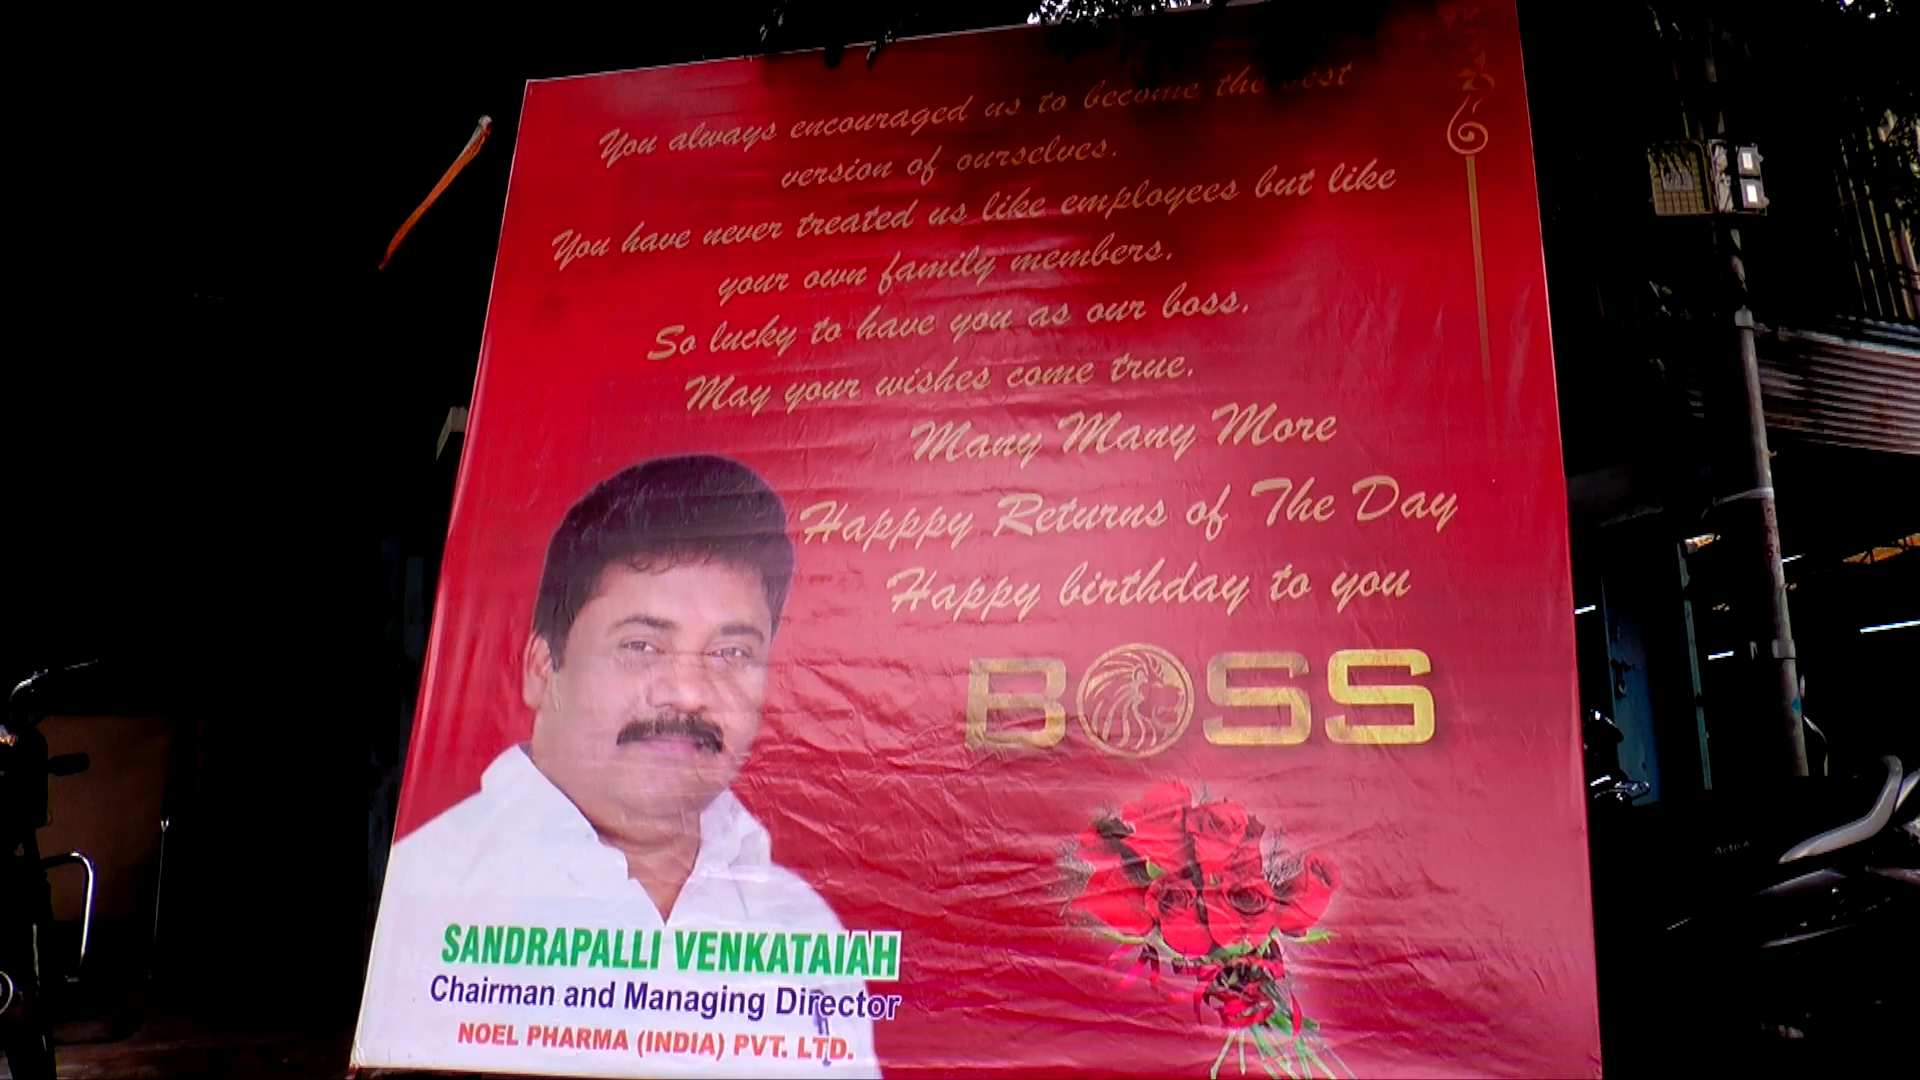 You always encouraged us to become the best
version of ourselves.
You have never treated us like employees but like
your own family members.
So lucky to have you as our boss.
May your wishes come true.
Many Many More
Happpy Returns of The Day
Happy birthday to you
BOSS
SANDRAPALLI VENKATAIAH
Chairman and Managing Director
NOEL PHARMA (INDIA) PVT. LTD.